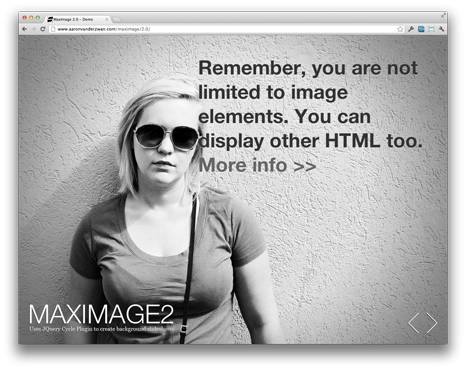 MaxImage 2.0 - Demo
www.aaronvanderzwan.com/maximage/2.0/
Remember, you are not
limited to image
elements. You can
display other HTML too.
More info >>
MAXIMAGE2
Uses JQuery Cycle Plugin to create background slideshows